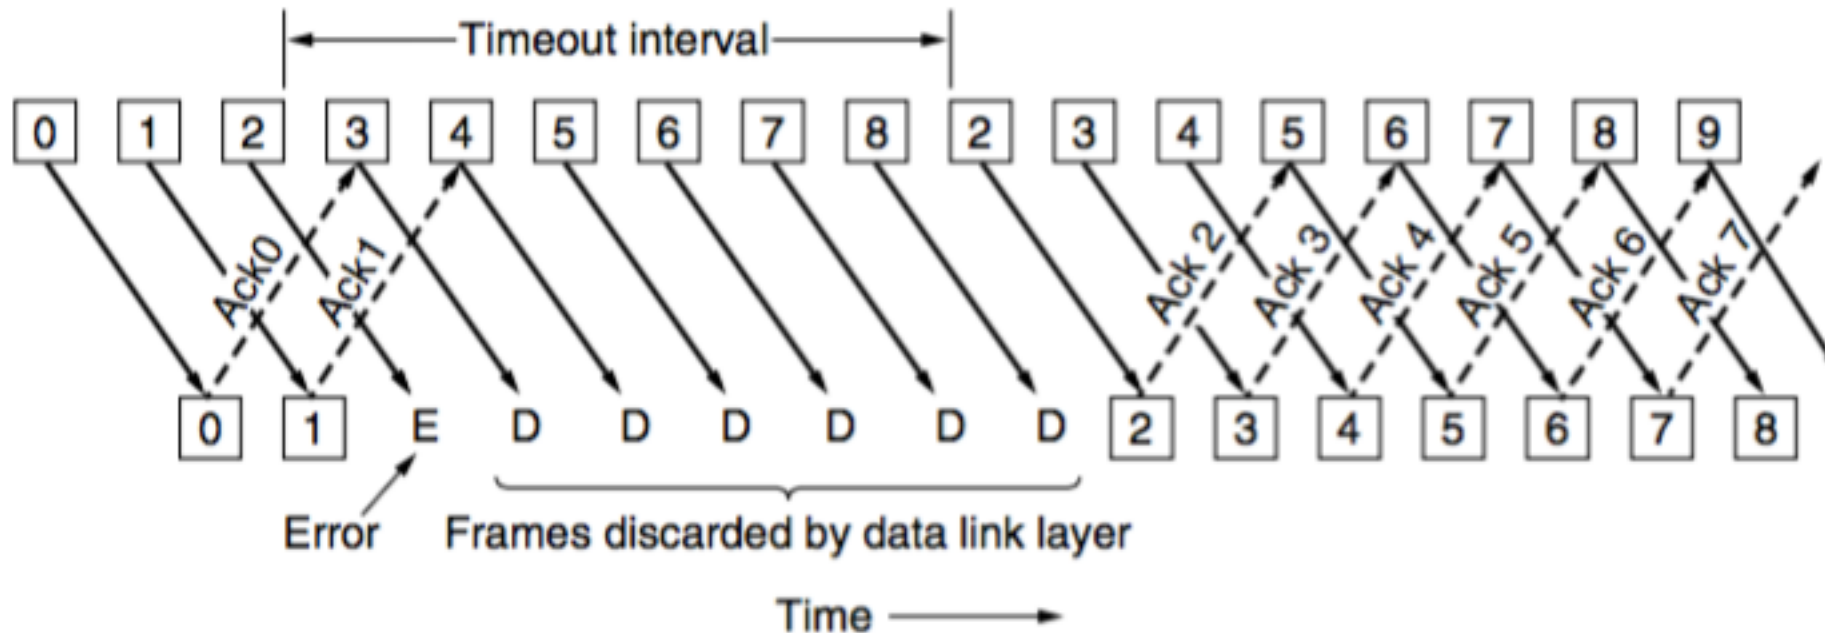 Timeout interval
0 1 2 3 4 5 6 7 8 2 3 4 5 6 7 8 9
Ack0 Ack1 Ack 2 Ack 3 Ack 4 Ack 5 Ack 6 Ack 7
0 1 E D D D D D D 2 3 4 5 6 7 8
Error Frames discarded by data link layer
Time